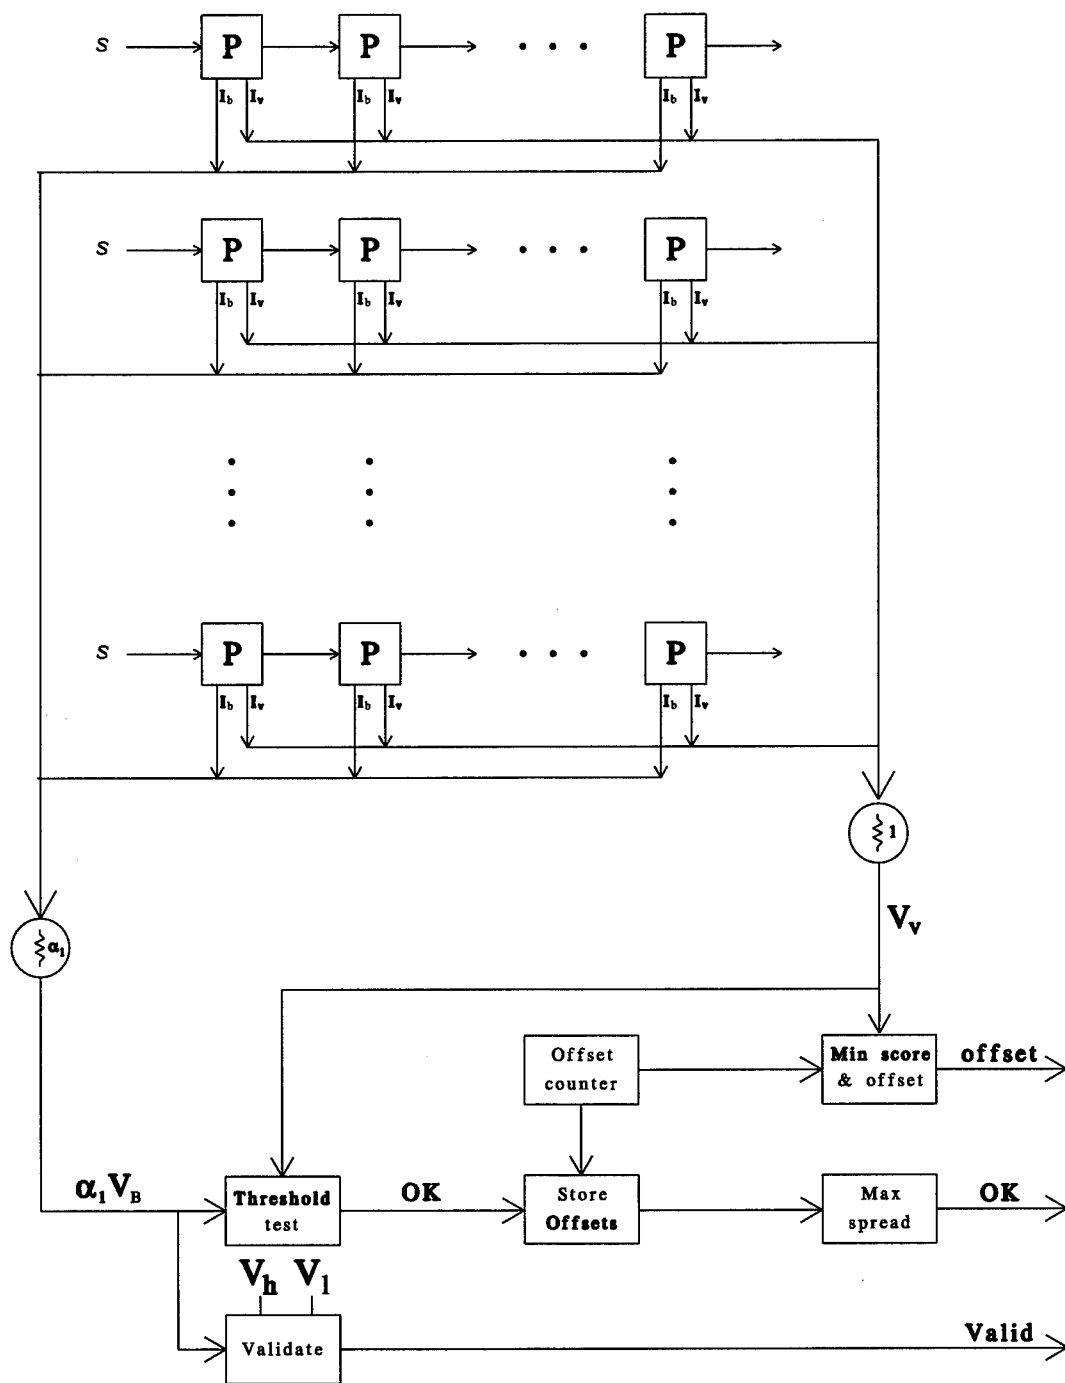 S P P P
I_b I_v I_b I_v I_b I_v
S P P P
I_b I_v I_b I_v I_b I_v
S P P P
I_b I_v I_b I_v I_b I_v
1
V_v
α₁
Offset
counter
Min score
& offset
offset
α₁V_B
Threshold
test
OK
Store
Offsets
Max
spread
OK
V_h V_l
Validate
Valid